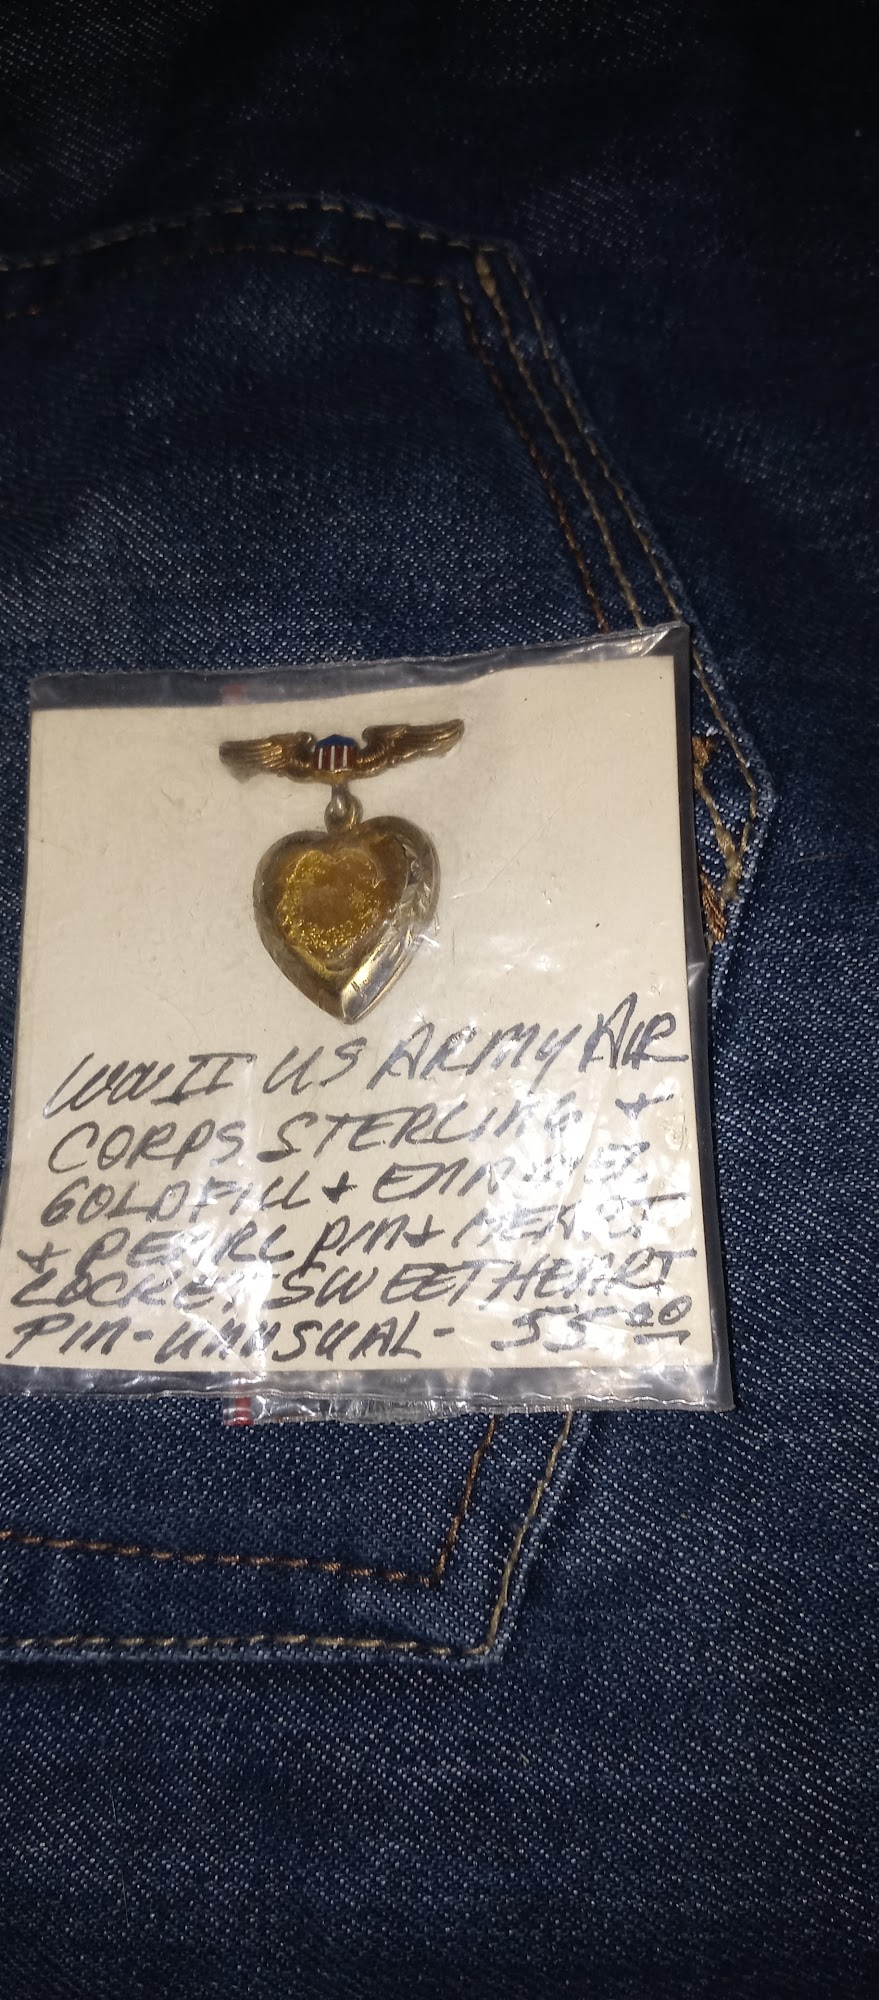 WWII US ARMY AIR
CORPS STERLING +
GOLDFILL + ENAMEL
+ PEARL PIN + HEART
LOCKET SWEETHEART
PIN - UNUSUAL - 55.00